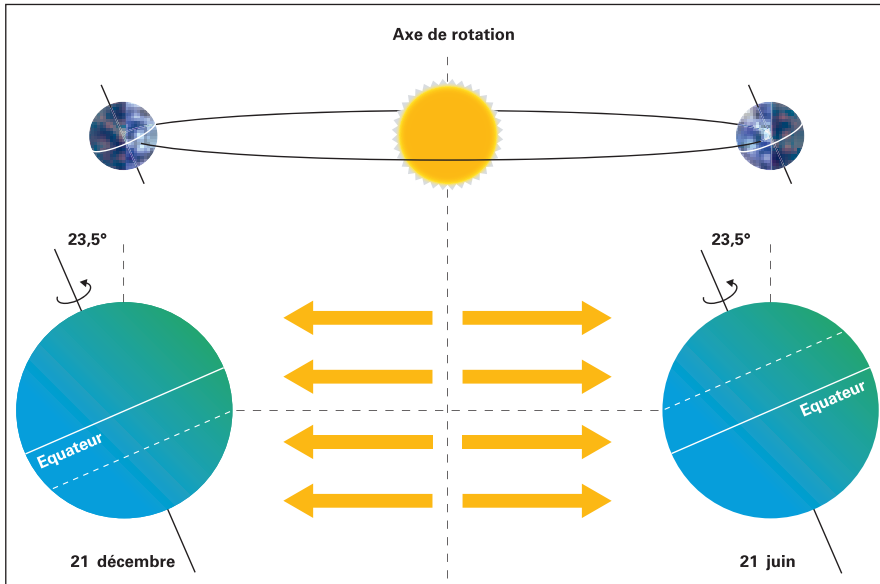 Axe de rotation
23,5°
23,5°
Equateur
Equateur
21 décembre
21 juin